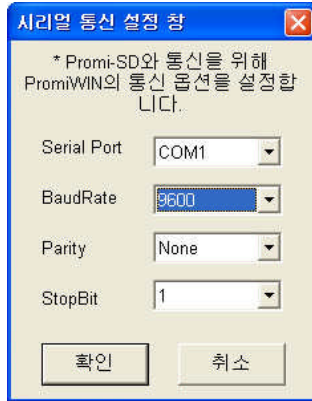 시리얼 통신 설정 창
* Promi-SD와 통신을 위해
PromiWIN의 통신 옵션을 설정합
니다.
Serial Port COM1
BaudRate 9600
Parity None
StopBit 1
확인 취소